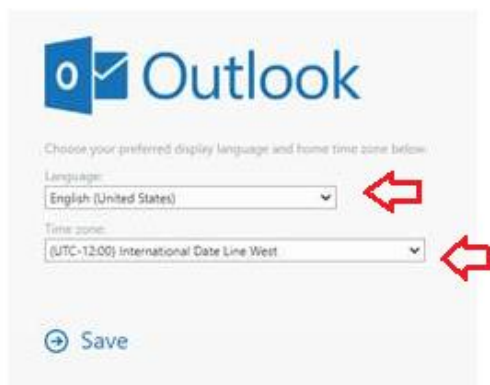 Outlook
Choose your preferred display language and home time zone below.
Language:
English (United States)
Time zone:
(UTC-12:00) International Date Line West
Save